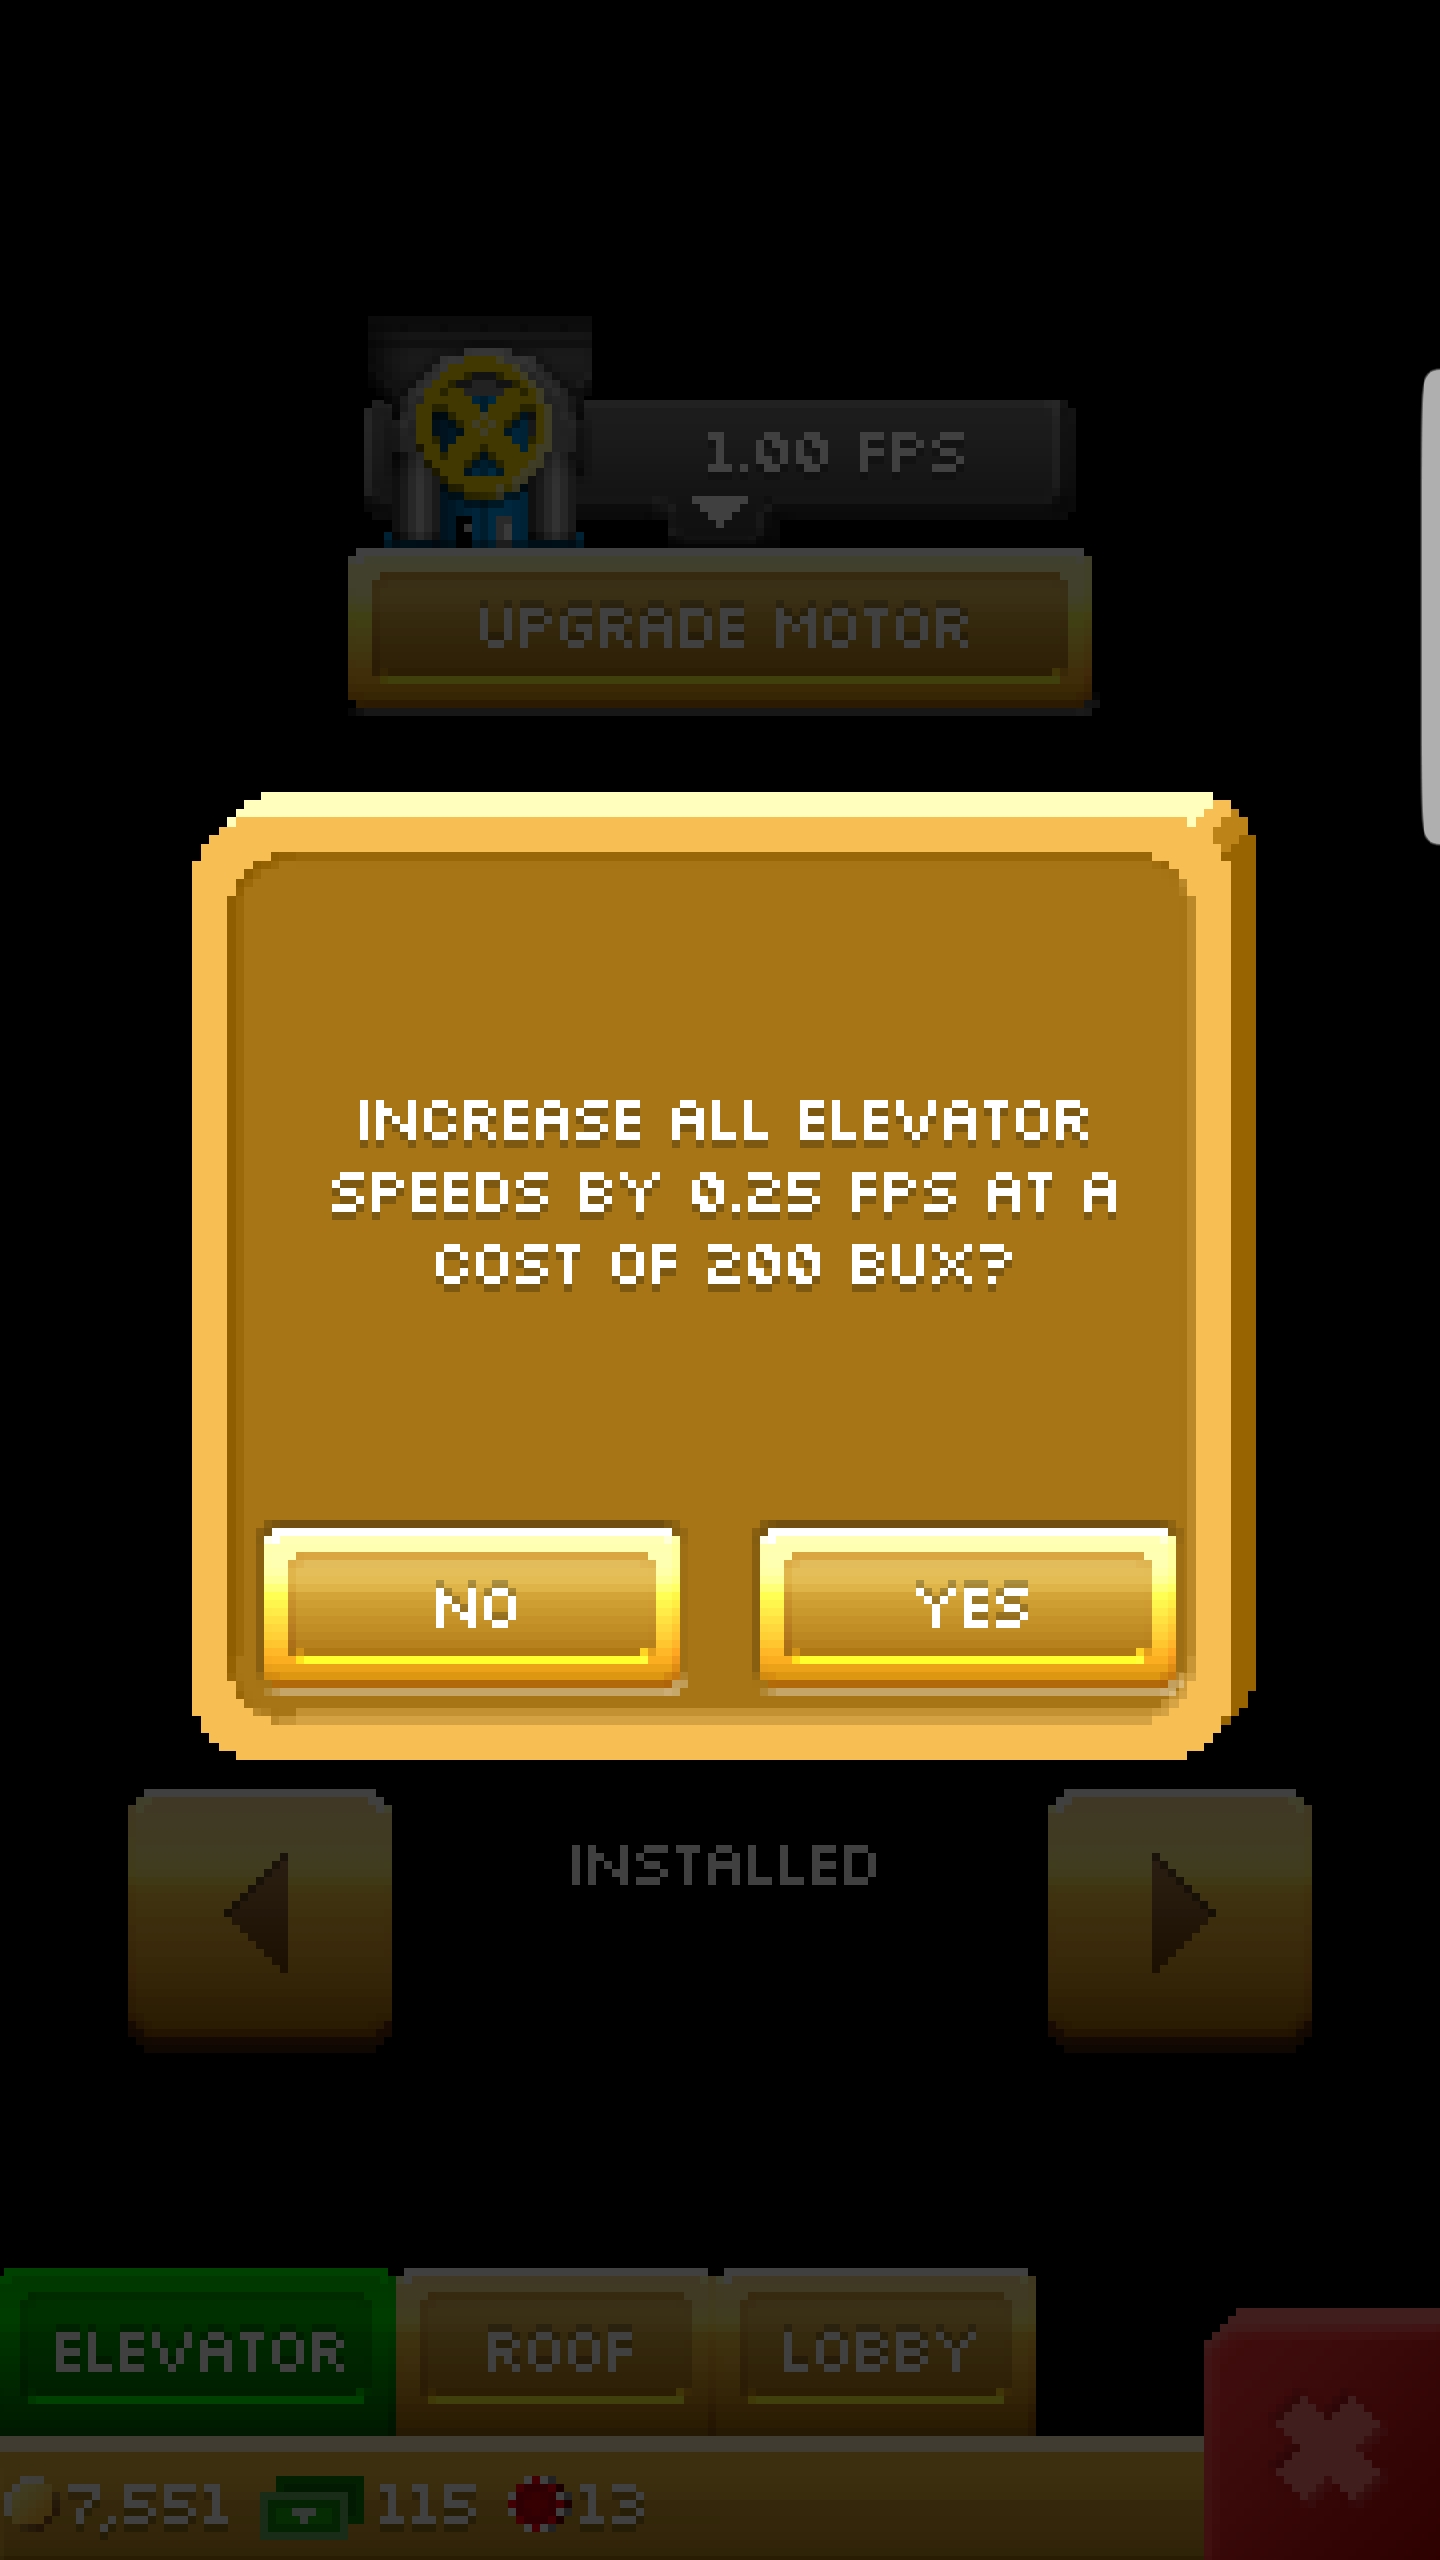 1.00 FPS
UPGRADE MOTOR
INCREASE ALL ELEVATOR
SPEEDS BY 0.25 FPS AT A
COST OF 200 BUX?
NO YES
INSTALLED
ELEVATOR ROOF LOBBY
7,551 115 13